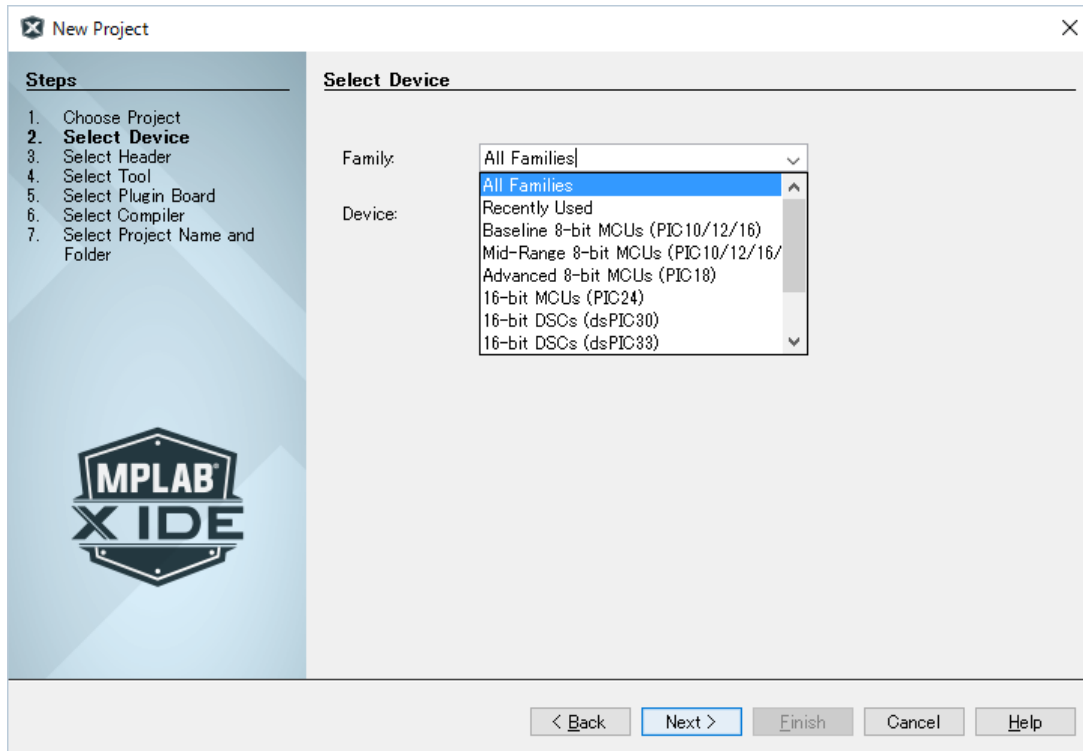 New Project
Steps
1. Choose Project
2. Select Device
3. Select Header
4. Select Tool
5. Select Plugin Board
6. Select Compiler
7. Select Project Name and
Folder
MPLAB®
X IDE
Select Device
Family:
All Families
All Families
Recently Used
Baseline 8-bit MCUs (PIC10/12/16)
Mid-Range 8-bit MCUs (PIC10/12/16/
Advanced 8-bit MCUs (PIC18)
16-bit MCUs (PIC24)
16-bit DSCs (dsPIC30)
16-bit DSCs (dsPIC33)
Device:
< Back
Next >
Finish
Cancel
Help